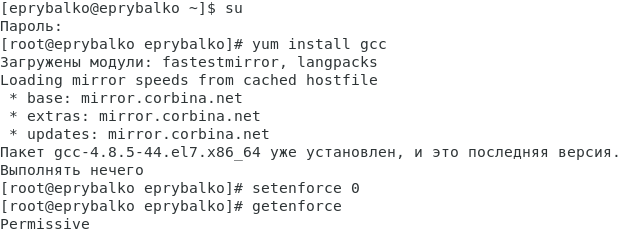 [eprybalko@eprybalko ~]$ su
Пароль:
[root@eprybalko eprybalko]# yum install gcc
Загружены модули: fastestmirror, langpacks
Loading mirror speeds from cached hostfile
 * base: mirror.corbina.net
 * extras: mirror.corbina.net
 * updates: mirror.corbina.net
Пакет gcc-4.8.5-44.el7.x86_64 уже установлен, и это последняя версия.
Выполнять нечего
[root@eprybalko eprybalko]# setenforce 0
[root@eprybalko eprybalko]# getenforce
Permissive